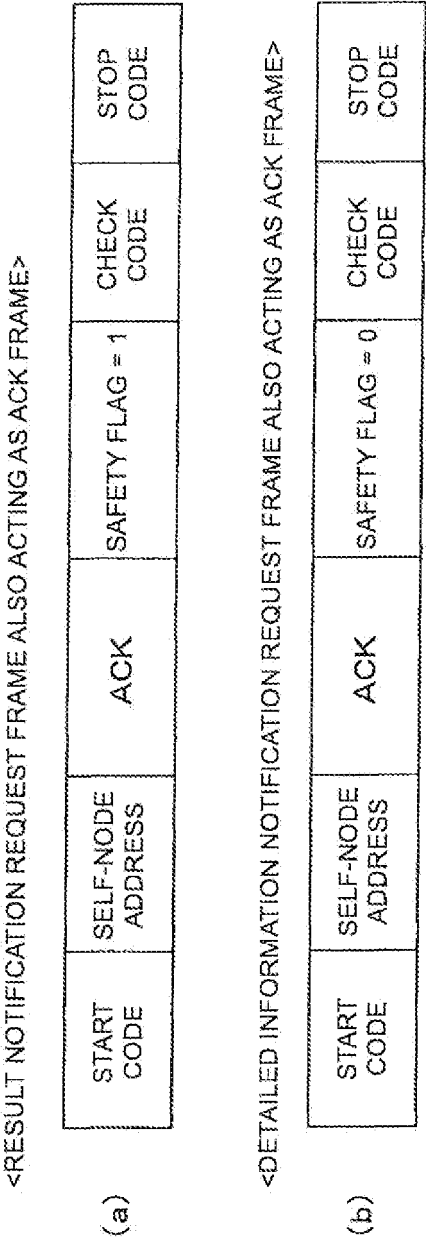 <RESULT NOTIFICATION REQUEST FRAME ALSO ACTING AS ACK FRAME>
(a)
START
CODE
SELF-NODE
ADDRESS
ACK
SAFETY FLAG = 1
CHECK
CODE
STOP
CODE
<DETAILED INFORMATION NOTIFICATION REQUEST FRAME ALSO ACTING AS ACK FRAME>
(b)
START
CODE
SELF-NODE
ADDRESS
ACK
SAFETY FLAG = 0
CHECK
CODE
STOP
CODE